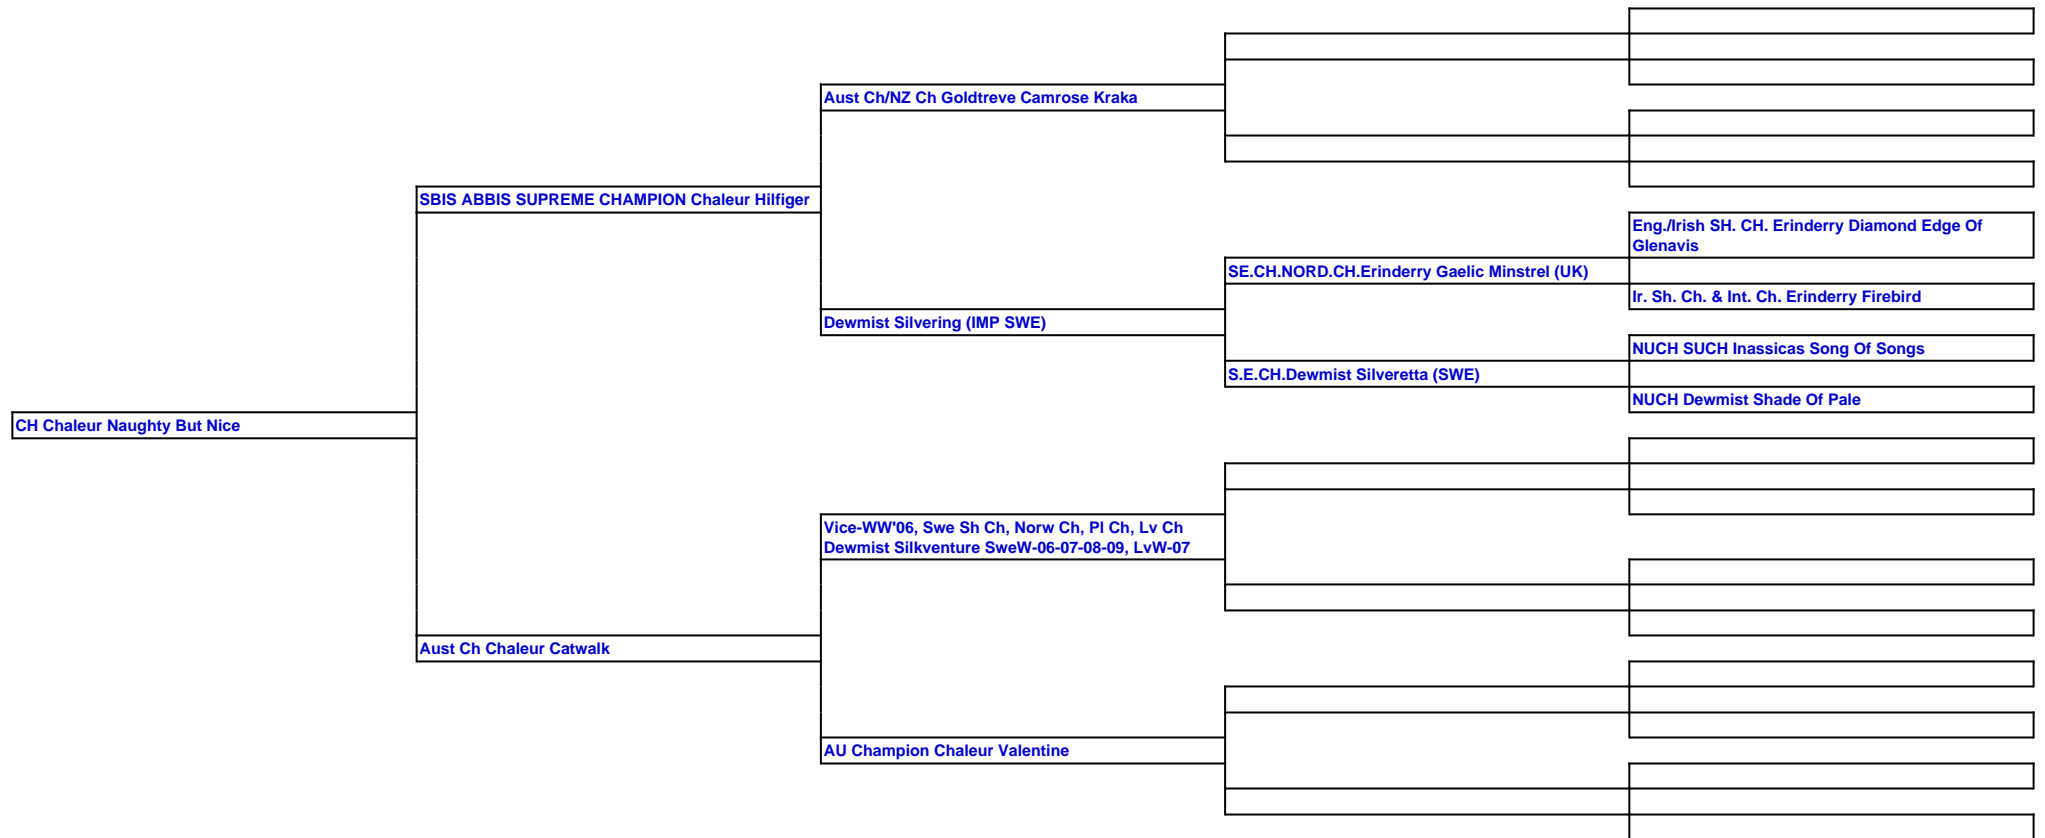 Aust Ch/NZ Ch Goldtreve Camrose Kraka
SBIS ABBIS SUPREME CHAMPION Chaleur Hilfiger
Eng./Irish SH. CH. Erinderry Diamond Edge Of
Glenavis
SE.CH.NORD.CH.Erinderry Gaelic Minstrel (UK)
Ir. Sh. Ch. & Int. Ch. Erinderry Firebird
Dewmist Silvering (IMP SWE)
NUCH SUCH Inassicas Song Of Songs
S.E.CH.Dewmist Silveretta (SWE)
NUCH Dewmist Shade Of Pale
CH Chaleur Naughty But Nice
Vice-WW'06, Swe Sh Ch, Norw Ch, Pl Ch, Lv Ch
Dewmist Silkventure SweW-06-07-08-09, LvW-07
Aust Ch Chaleur Catwalk
AU Champion Chaleur Valentine